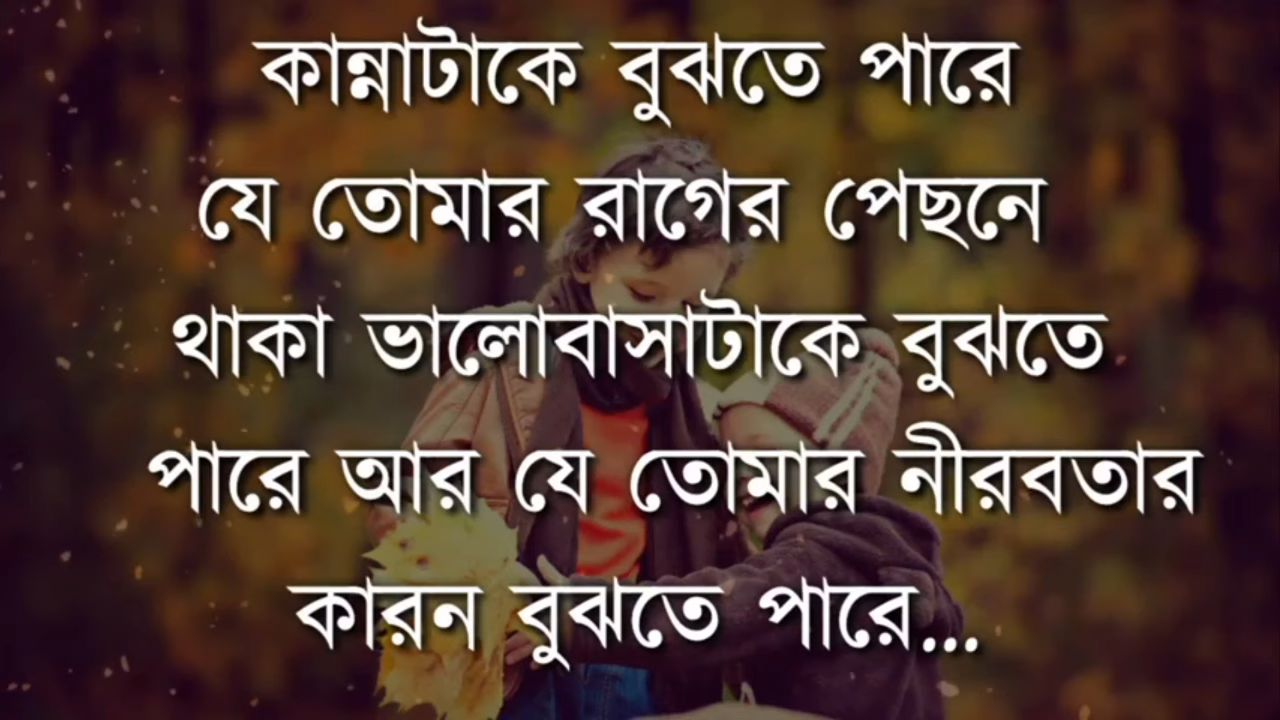 কান্নাটাকে বুঝতে পারে
যে তোমার রাগের পেছনে
থাকা ভালোবাসাটাকে বুঝতে
পারে আর যে তোমার নীরবতার
কারন বুঝতে পারে...